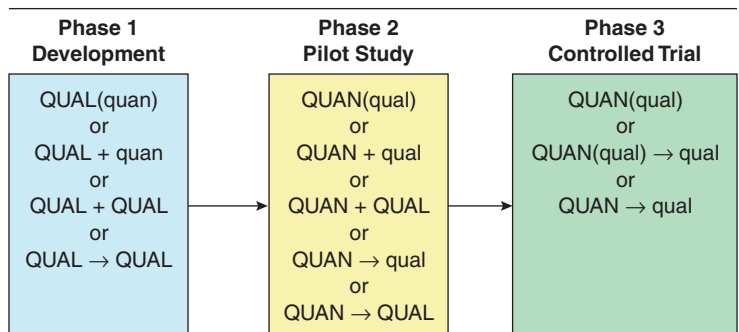 Phase 1
Development
QUAL(quan)
or
QUAL + quan
or
QUAL + QUAL
or
QUAL → QUAL
Phase 2
Pilot Study
QUAN(qual)
or
QUAN + qual
or
QUAN + QUAL
or
QUAN → qual
or
QUAN → QUAL
Phase 3
Controlled Trial
QUAN(qual)
or
QUAN(qual) → qual
or
QUAN → qual